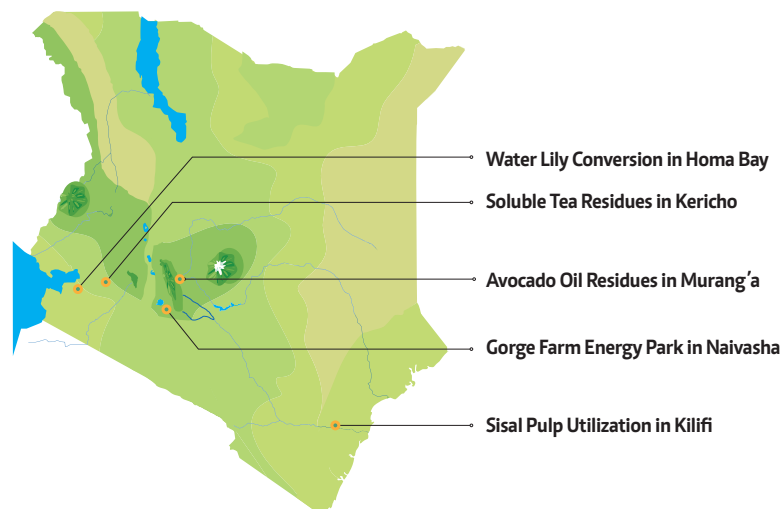 Water Lily Conversion in Homa Bay
Soluble Tea Residues in Kericho
Avocado Oil Residues in Murang'a
Gorge Farm Energy Park in Naivasha
Sisal Pulp Utilization in Kilifi